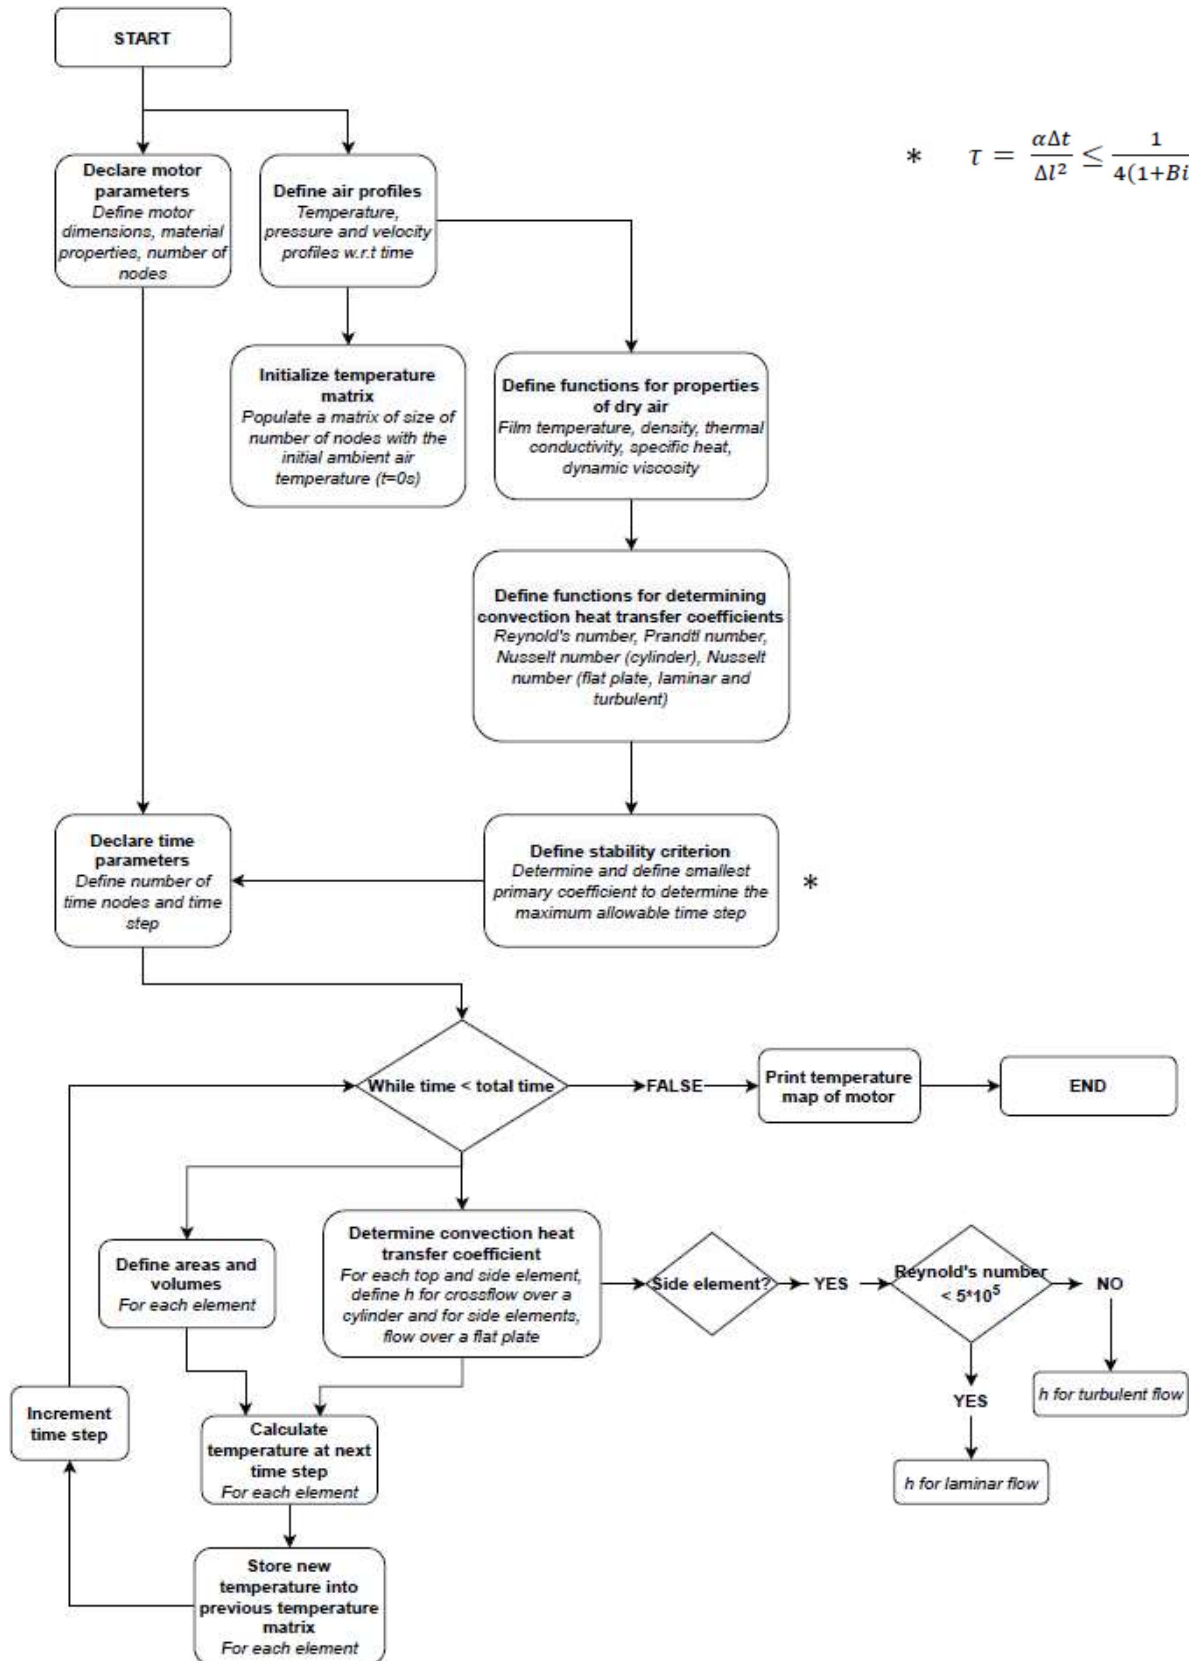 START
* τ = αΔt/Δl² ≤ 1/4(1+Bi
Declare motor
parameters
Define motor
dimensions, material
properties, number of
nodes
Define air profiles
Temperature,
pressure and velocity
profiles w.r.t time
Initialize temperature
matrix
Populate a matrix of size of
number of nodes with the
initial ambient air
temperature (t=0s)
Define functions for properties
of dry air
Film temperature, density, thermal
conductivity, specific heat,
dynamic viscosity
Define functions for determining
convection heat transfer coefficients
Reynold's number, Prandtl number,
Nusselt number (cylinder), Nusselt
number (flat plate, laminar and
turbulent)
Declare time
parameters
Define number of
time nodes and time
step
Define stability criterion
Determine and define smallest
primary coefficient to determine the
maximum allowable time step
*
While time < total time
FALSE
Print temperature
map of motor
END
Define areas and
volumes
For each element
Determine convection heat
transfer coefficient
For each top and side element,
define h for crossflow over a
cylinder and for side elements,
flow over a flat plate
Side element?
YES
Reynold's number
< 5*10⁵
NO
h for turbulent flow
YES
h for laminar flow
Increment
time step
Calculate
temperature at next
time step
For each element
Store new
temperature into
previous temperature
matrix
For each element